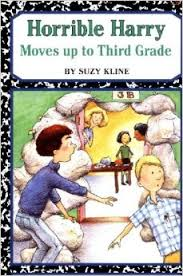 Horrible Harry
Moves up to Third Grade
BY SUZY KLINE
3B